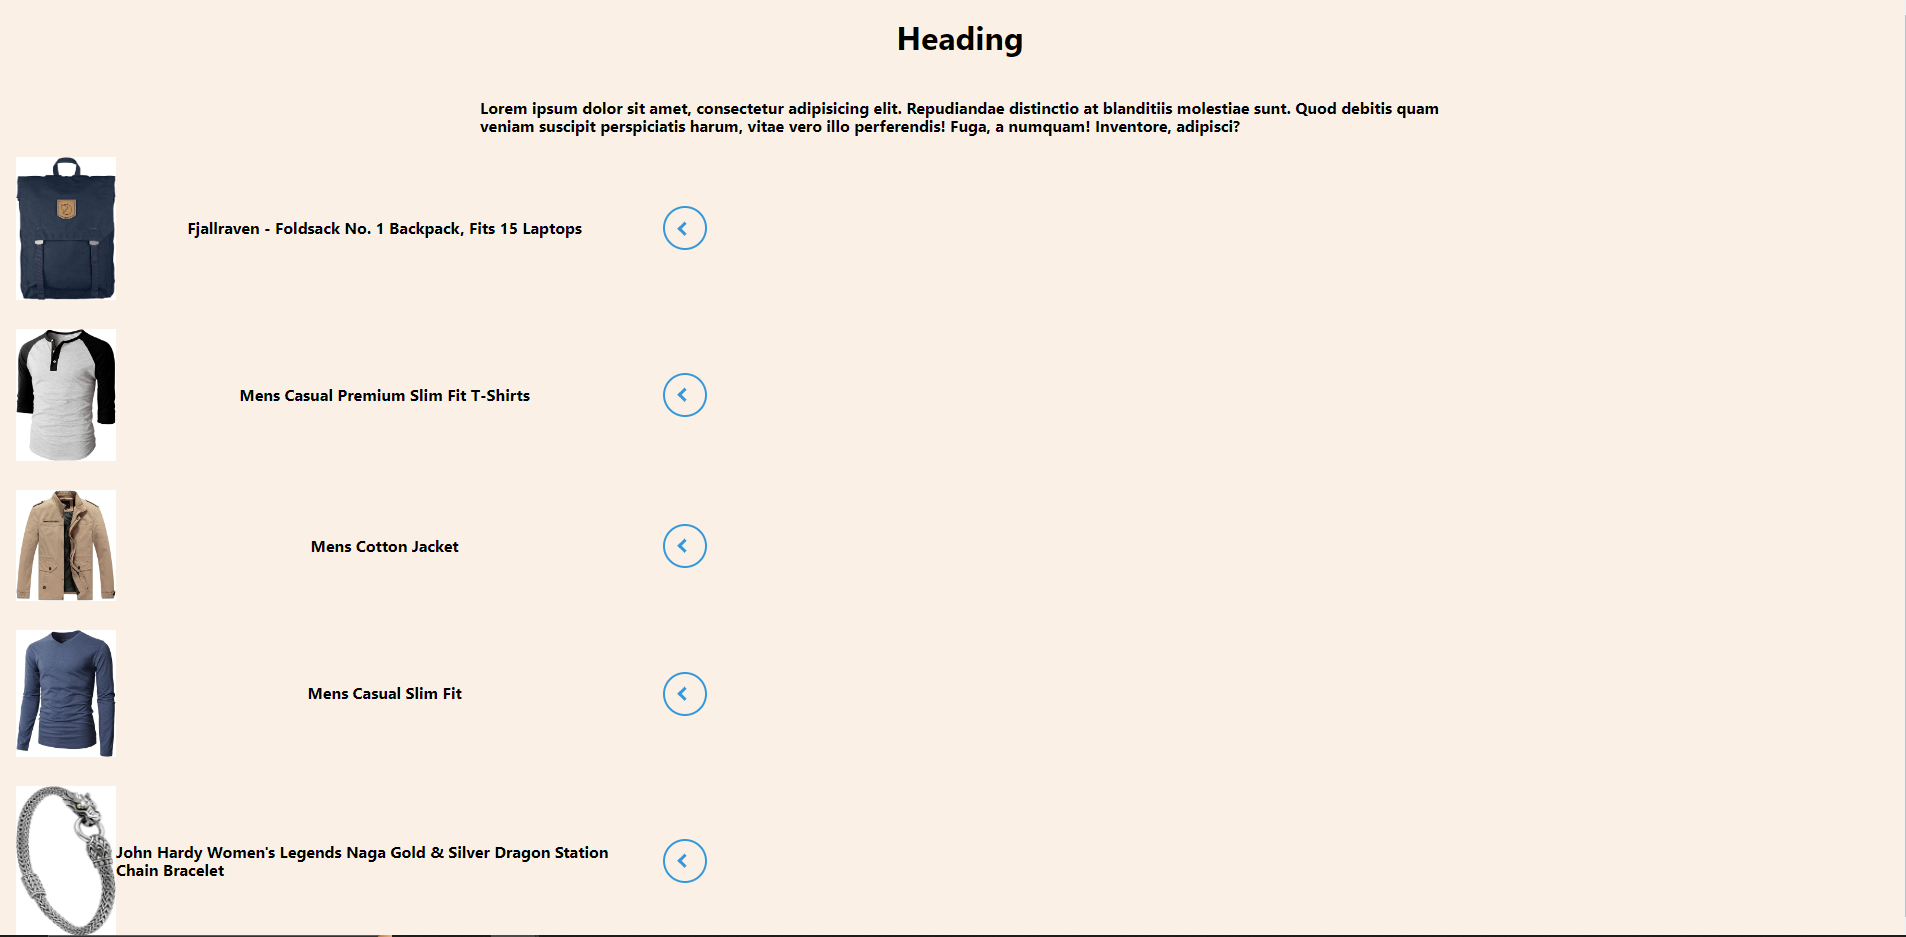 Heading
Lorem ipsum dolor sit amet, consectetur adipisicing elit. Repudiandae distinctio at blanditiis molestiae sunt. Quod debitis quam
veniam suscipit perspiciatis harum, vitae vero illo perferendis! Fuga, a numquam! Inventore, adipisci?
Fjallraven - Foldsack No. 1 Backpack, Fits 15 Laptops
Mens Casual Premium Slim Fit T-Shirts
Mens Cotton Jacket
Mens Casual Slim Fit
John Hardy Women's Legends Naga Gold & Silver Dragon Station
Chain Bracelet